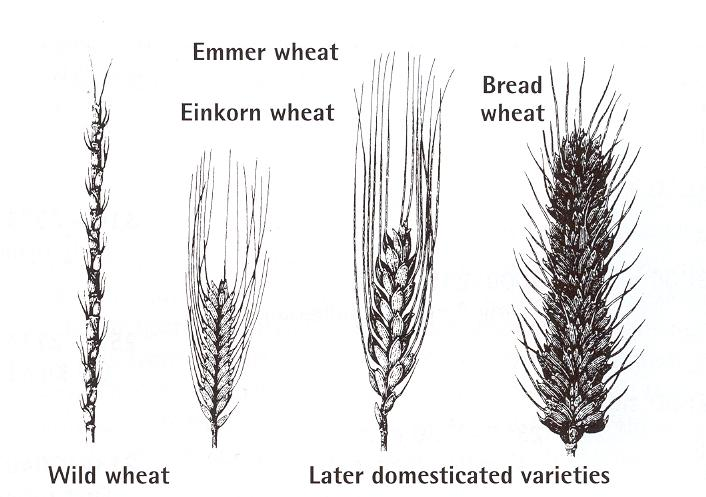 Emmer wheat
Einkorn wheat
Bread
wheat
Wild wheat
Later domesticated varieties